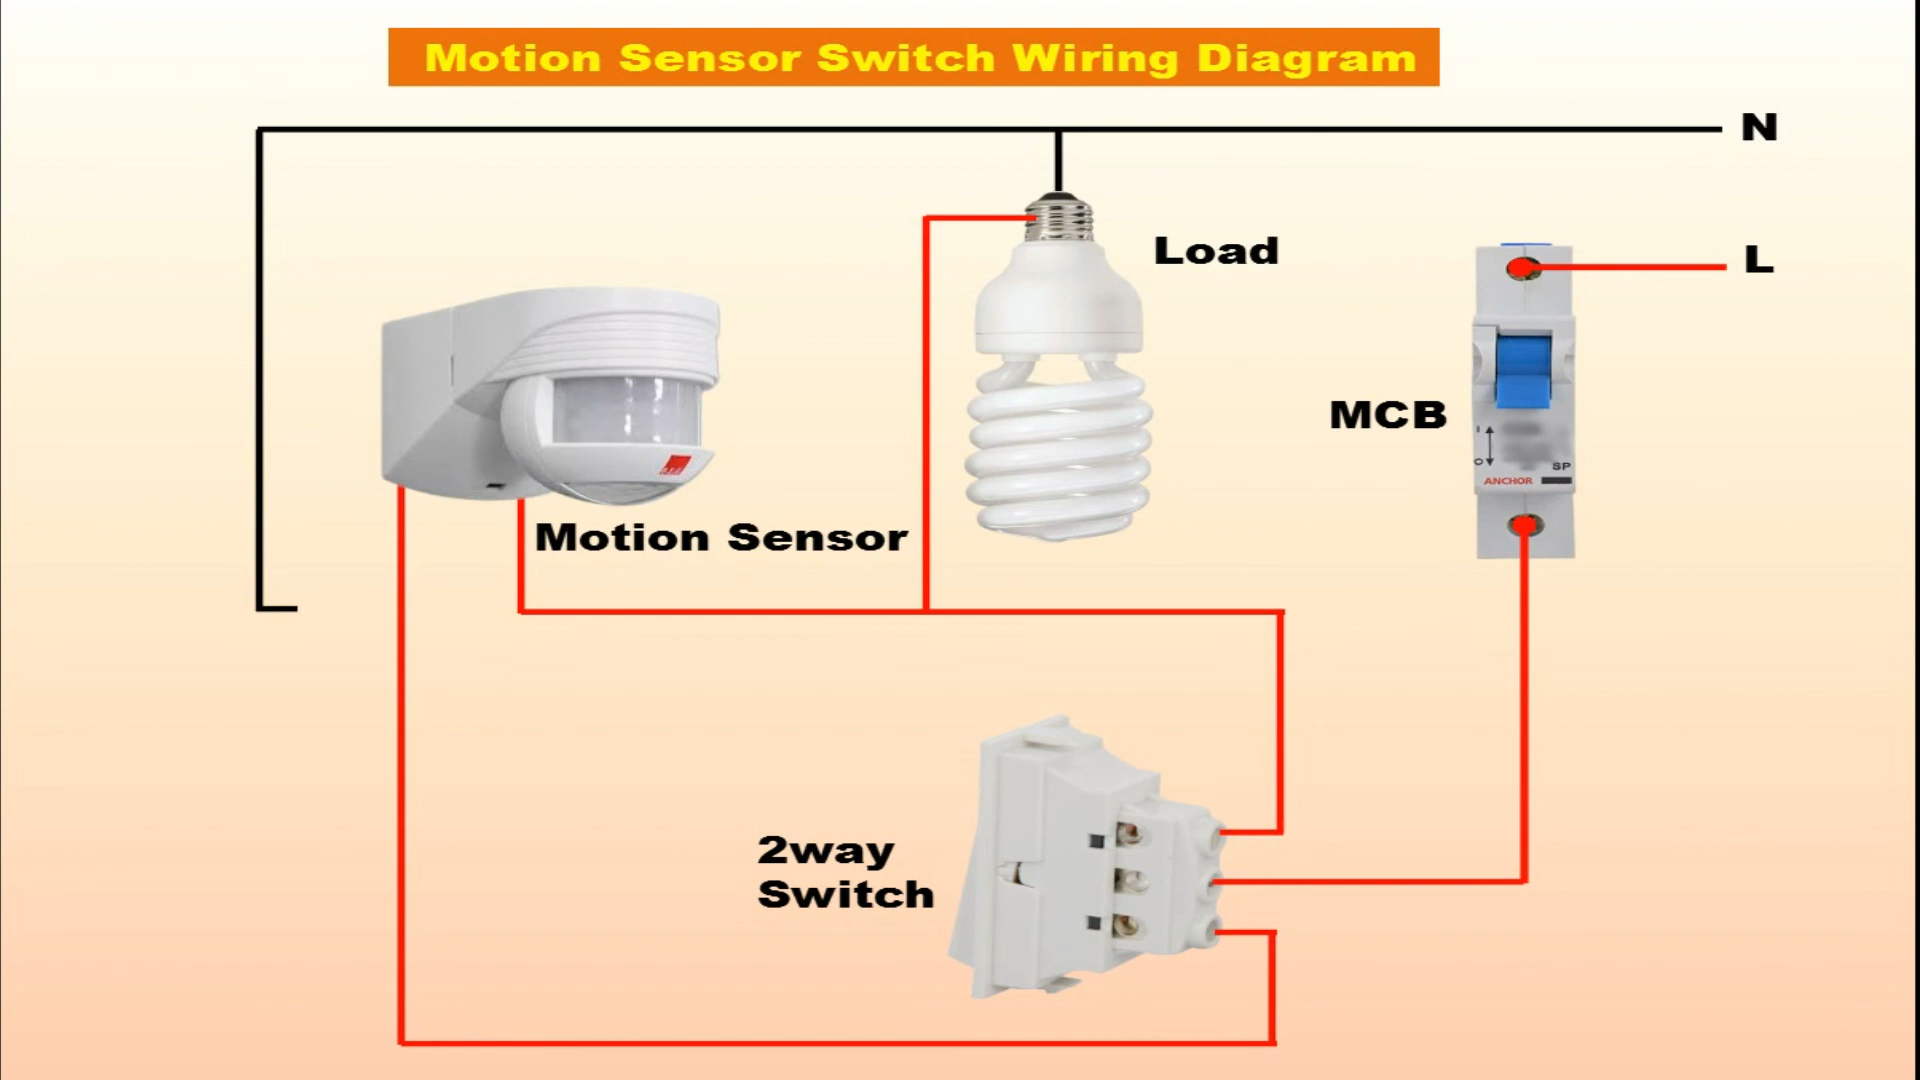 Motion Sensor Switch Wiring Diagram
N
Load
L
MCB
I
O
SP
ANCHOR
Motion Sensor
2way
Switch